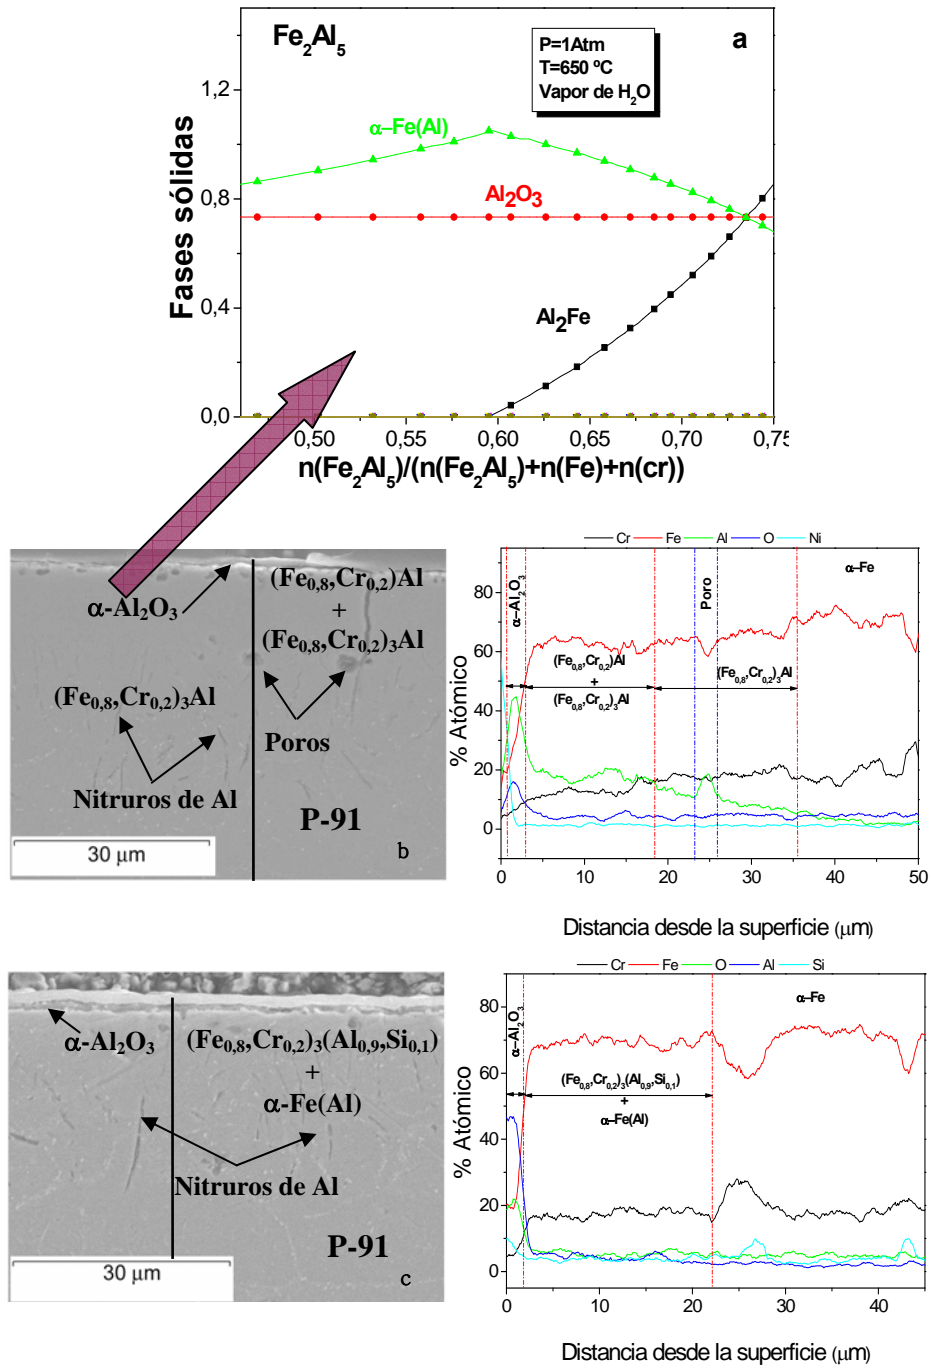 Fe2Al5
a
P=1Atm
T=650 ºC
Vapor de H2O
α–Fe(Al)
Al2O3
Al2Fe
Fases sólidas
1,2
0,8
0,4
0,0
0,50
0,55
0,60
0,65
0,70
0,75
n(Fe2Al5)/(n(Fe2Al5)+n(Fe)+n(cr))
α-Al2O3
(Fe0,8,Cr0,2)Al
+
(Fe0,8,Cr0,2)3Al
(Fe0,8,Cr0,2)3Al
Poros
Nitruros de Al
P-91
30 µm
b
Cr Fe Al O Ni
α–Al2O3
Poro
α–Fe
(Fe0,8,Cr0,2)Al
+
(Fe0,8,Cr0,2)3Al
(Fe0,8,Cr0,2)3Al
% Atómico
80
60
40
20
0
0 10 20 30 40 50
Distancia desde la superficie (µm)
α-Al2O3
(Fe0,8,Cr0,2)3(Al0,9,Si0,1)
+
α-Fe(Al)
Nitruros de Al
P-91
30 µm
c
Cr Fe O Al Si
α–Al2O3
α–Fe
(Fe0,8,Cr0,2)3(Al0,9,Si0,1)
+
α–Fe(Al)
% Atómico
80
60
40
20
0
0 10 20 30 40
Distancia desde la superficie (µm)